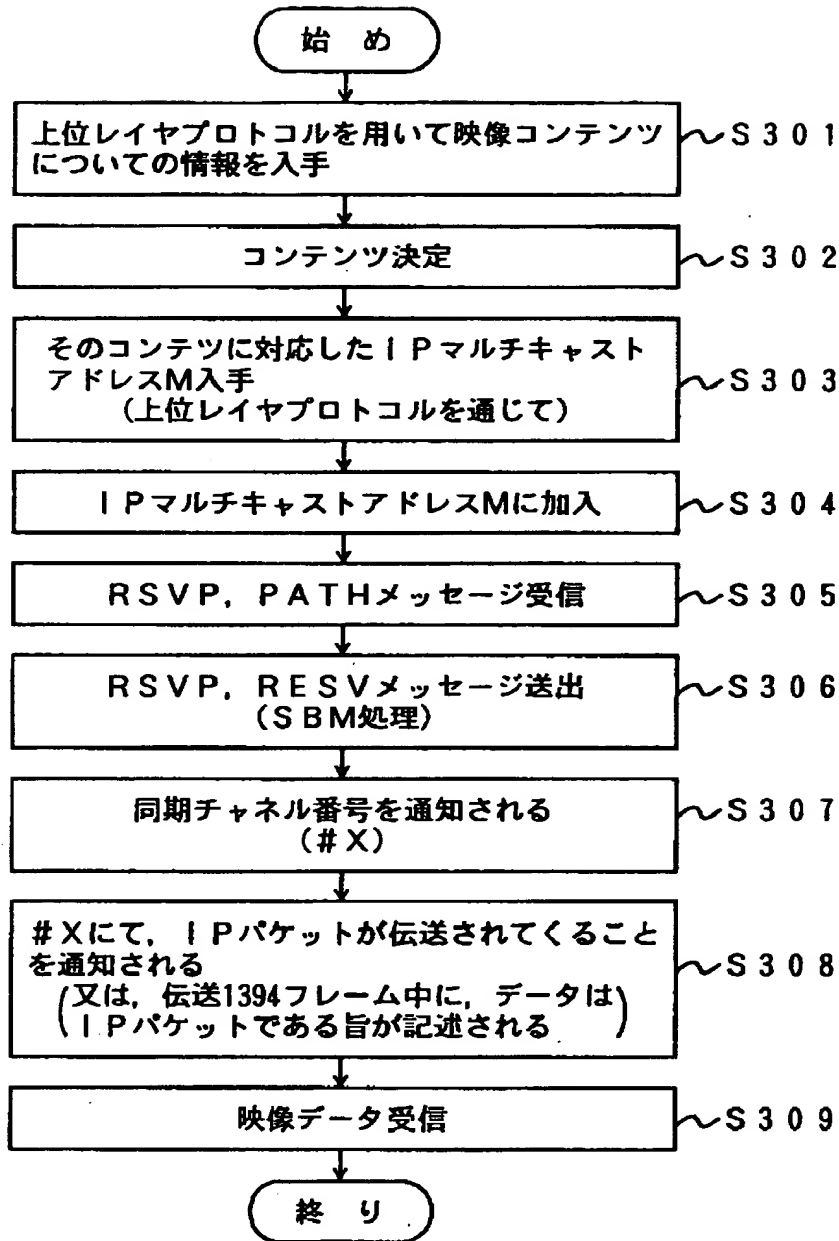 始 め
上位レイヤプロトコルを用いて映像コンテンツ
についての情報を入手
S301
コンテンツ決定
S302
そのコンテツに対応したIPマルチキャスト
アドレスM入手
(上位レイヤプロトコルを通じて)
S303
IPマルチキャストアドレスMに加入
S304
RSVP, PATHメッセージ受信
S305
RSVP, RESVメッセージ送出
(SBM処理)
S306
同期チャネル番号を通知される
(#X)
S307
#Xにて, IPパケットが伝送されてくること
を通知される
(又は, 伝送1394フレーム中に, データは
IPパケットである旨が記述される)
S308
映像データ受信
S309
終 り